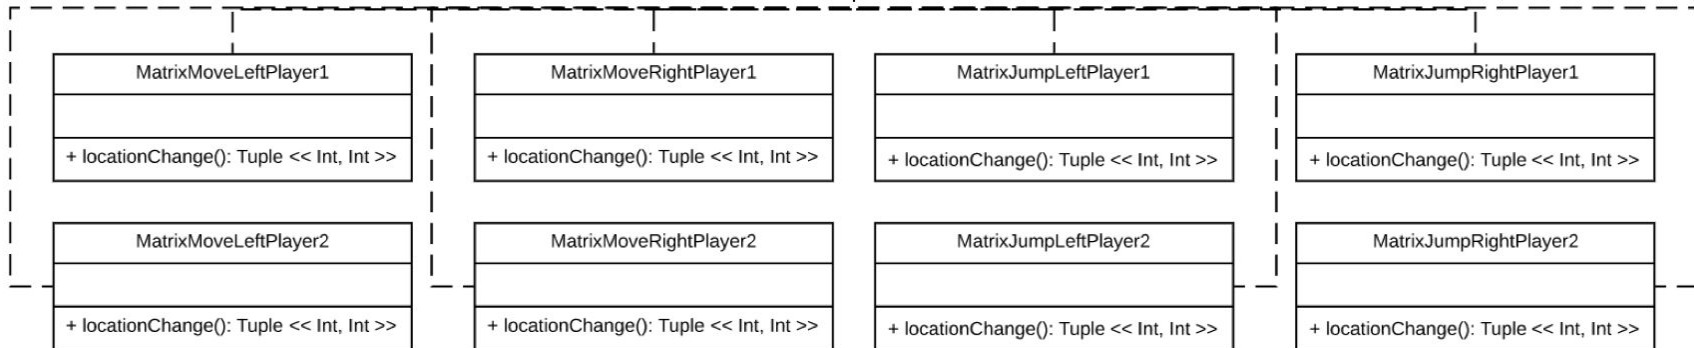 MatrixMoveLeftPlayer1
+ locationChange(): Tuple << Int, Int >>
MatrixMoveRightPlayer1
+ locationChange(): Tuple << Int, Int >>
MatrixJumpLeftPlayer1
+ locationChange(): Tuple << Int, Int >>
MatrixJumpRightPlayer1
+ locationChange(): Tuple << Int, Int >>
MatrixMoveLeftPlayer2
+ locationChange(): Tuple << Int, Int >>
MatrixMoveRightPlayer2
+ locationChange(): Tuple << Int, Int >>
MatrixJumpLeftPlayer2
+ locationChange(): Tuple << Int, Int >>
MatrixJumpRightPlayer2
+ locationChange(): Tuple << Int, Int >>